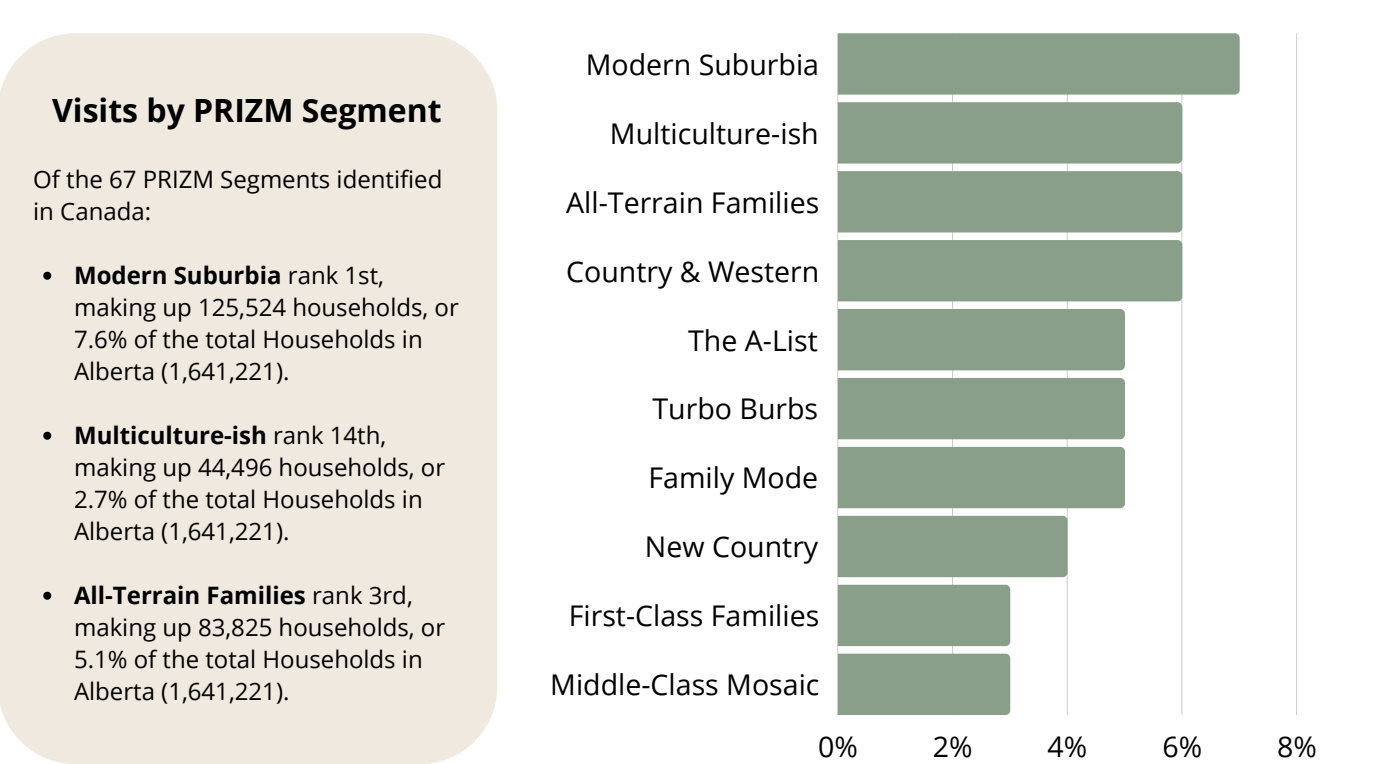 Visits by PRIZM Segment
Of the 67 PRIZM Segments identified
in Canada:
• Modern Suburbia rank 1st,
making up 125,524 households, or
7.6% of the total Households in
Alberta (1,641,221).
• Multiculture-ish rank 14th,
making up 44,496 households, or
2.7% of the total Households in
Alberta (1,641,221).
• All-Terrain Families rank 3rd,
making up 83,825 households, or
5.1% of the total Households in
Alberta (1,641,221).
Modern Suburbia
Multiculture-ish
All-Terrain Families
Country & Western
The A-List
Turbo Burbs
Family Mode
New Country
First-Class Families
Middle-Class Mosaic
0% 2% 4% 6% 8%